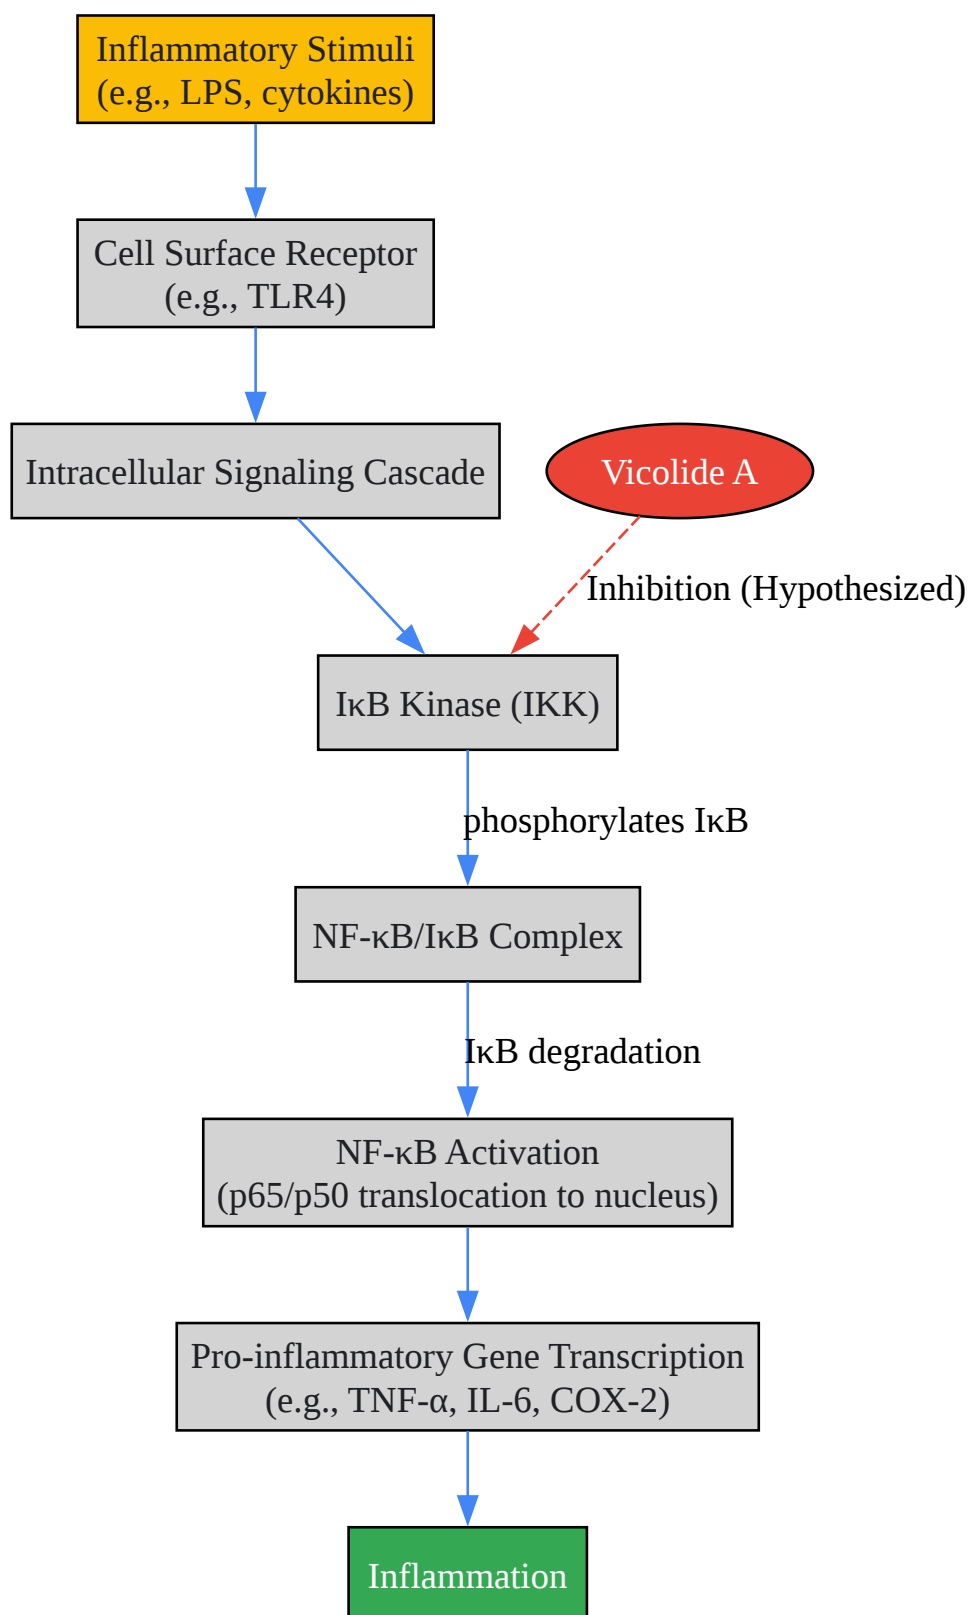 Inflammatory Stimuli
(e.g., LPS, cytokines)
Cell Surface Receptor
(e.g., TLR4)
Intracellular Signaling Cascade
Vicolide A
Inhibition (Hypothesized)
IκB Kinase (IKK)
phosphorylates IκB
NF-κB/IκB Complex
IκB degradation
NF-κB Activation
(p65/p50 translocation to nucleus)
Pro-inflammatory Gene Transcription
(e.g., TNF-α, IL-6, COX-2)
Inflammation